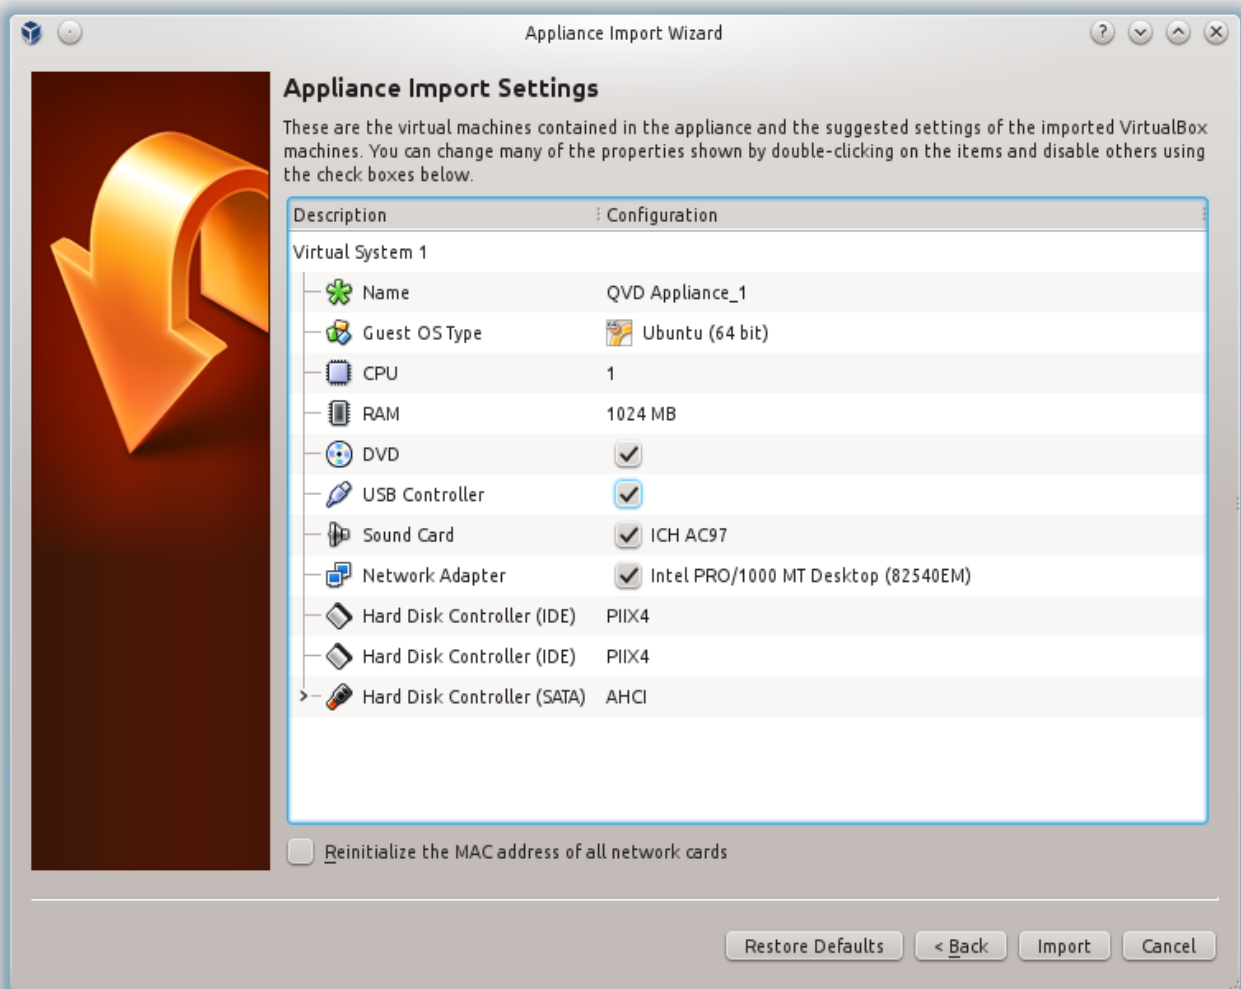 Appliance Import Wizard
Appliance Import Settings
These are the virtual machines contained in the appliance and the suggested settings of the imported VirtualBox
machines. You can change many of the properties shown by double-clicking on the items and disable others using
the check boxes below.
Description Configuration
Virtual System 1
Name QVD Appliance_1
Guest OS Type Ubuntu (64 bit)
CPU 1
RAM 1024 MB
DVD
USB Controller
Sound Card ICH AC97
Network Adapter Intel PRO/1000 MT Desktop (82540EM)
Hard Disk Controller (IDE) PIIX4
Hard Disk Controller (IDE) PIIX4
Hard Disk Controller (SATA) AHCI
Reinitialize the MAC address of all network cards
Restore Defaults < Back Import Cancel